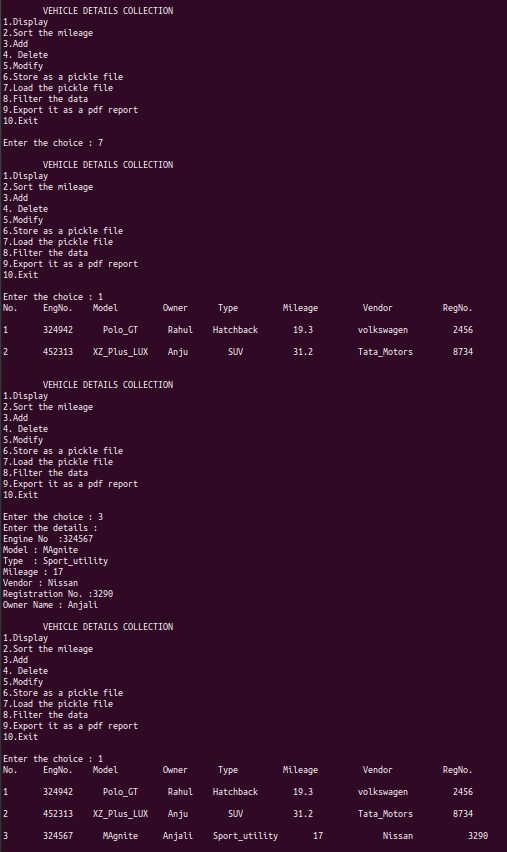 VEHICLE DETAILS COLLECTION
1.Display
2.Sort the mileage
3.Add
4. Delete
5.Modify
6.Store as a pickle file
7.Load the pickle file
8.Filter the data
9.Export it as a pdf report
10.Exit
Enter the choice : 7
VEHICLE DETAILS COLLECTION
1.Display
2.Sort the mileage
3.Add
4. Delete
5.Modify
6.Store as a pickle file
7.Load the pickle file
8.Filter the data
9.Export it as a pdf report
10.Exit
Enter the choice : 1
No. EngNo. Model Owner Type Mileage Vendor RegNo.
1 324942 Polo_GT Rahul Hatchback 19.3 volkswagen 2456
2 452313 XZ_Plus_LUX Anju SUV 31.2 Tata_Motors 8734
VEHICLE DETAILS COLLECTION
1.Display
2.Sort the mileage
3.Add
4. Delete
5.Modify
6.Store as a pickle file
7.Load the pickle file
8.Filter the data
9.Export it as a pdf report
10.Exit
Enter the choice : 3
Enter the details :
Engine No  :324567
Model : MAgnite
Type  : Sport_utility
Mileage : 17
Vendor : Nissan
Registration No. :3290
Owner Name : Anjali
VEHICLE DETAILS COLLECTION
1.Display
2.Sort the mileage
3.Add
4. Delete
5.Modify
6.Store as a pickle file
7.Load the pickle file
8.Filter the data
9.Export it as a pdf report
10.Exit
Enter the choice : 1
No. EngNo. Model Owner Type Mileage Vendor RegNo.
1 324942 Polo_GT Rahul Hatchback 19.3 volkswagen 2456
2 452313 XZ_Plus_LUX Anju SUV 31.2 Tata_Motors 8734
3 324567 MAgnite Anjali Sport_utility 17 Nissan 3290